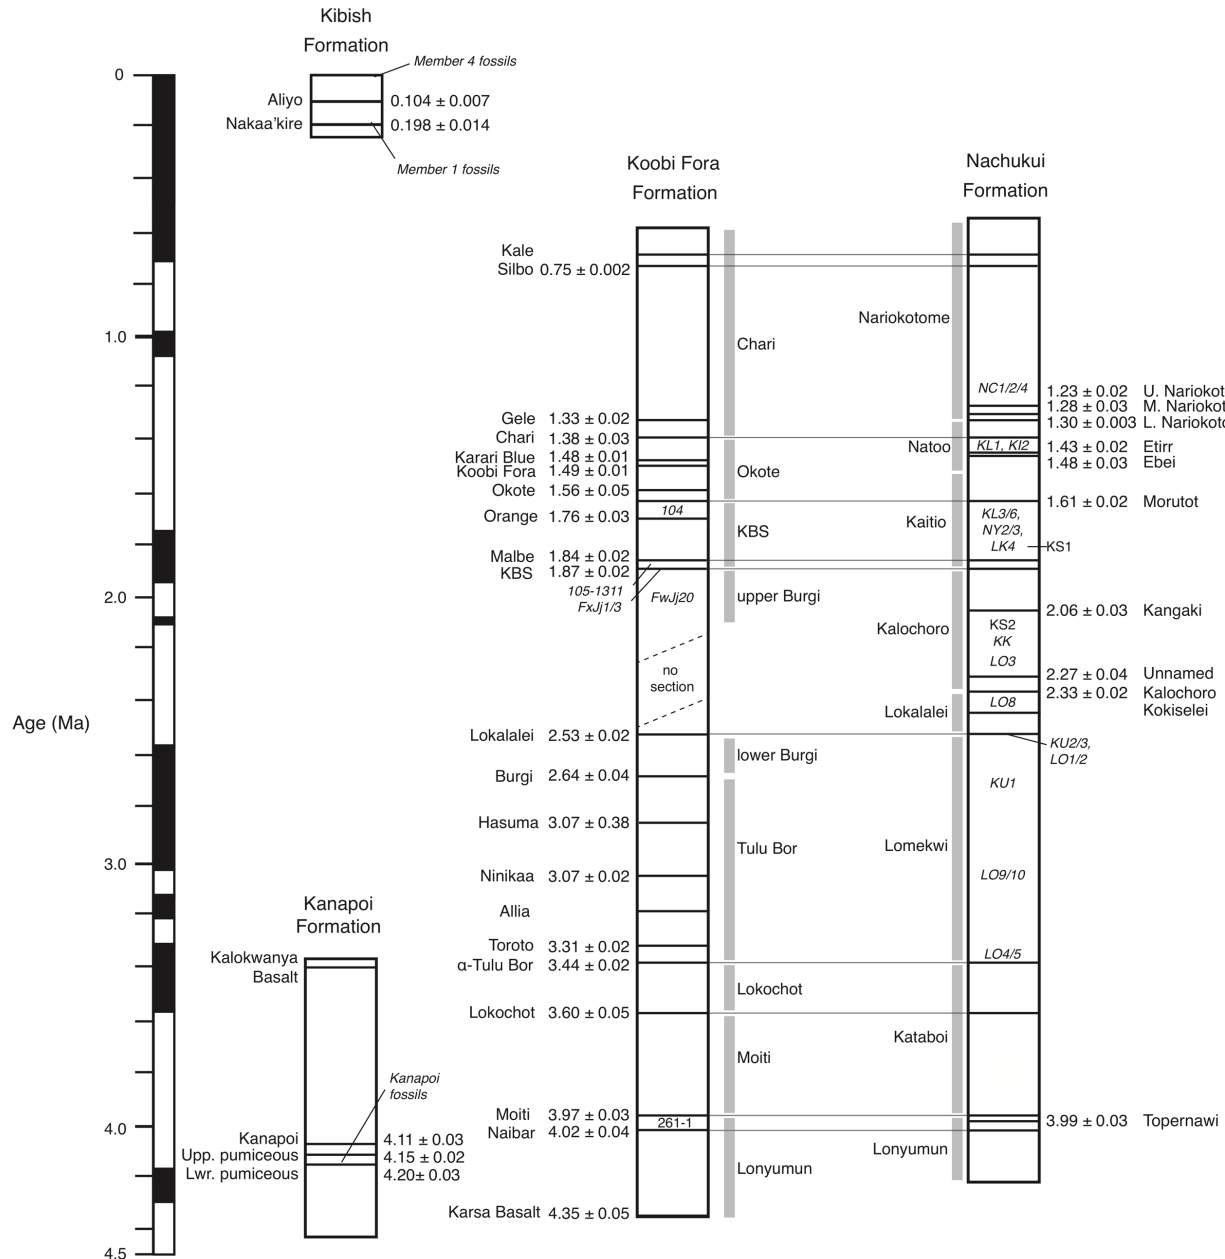 Kibish
Formation
Member 4 fossils
0
Aliyo
0.104 ± 0.007
Nakaa'kire
0.198 ± 0.014
Member 1 fossils
Koobi Fora
Formation
Nachukui
Formation
Kale
Silbo 0.75 ± 0.002
Nariokotome
1.0
Chari
NC1/2/4
1.23 ± 0.02 U. Nariokot
1.28 ± 0.03 M. Nariokot
1.30 ± 0.003 L. Nariokoto
Gele 1.33 ± 0.02
Chari 1.38 ± 0.03
Natoo
KL1, KI2
1.43 ± 0.02 Etirr
Karari Blue 1.48 ± 0.01
1.48 ± 0.03 Ebei
Koobi Fora 1.49 ± 0.01
Okote
Okote 1.56 ± 0.05
1.61 ± 0.02 Morutot
Orange 1.76 ± 0.03
104
KBS
Kaitio
KL3/6,
NY2/3,
LK4
KS1
Malbe 1.84 ± 0.02
KBS 1.87 ± 0.02
105-1311
FxJj1/3
FwJj20
upper Burgi
2.0
2.06 ± 0.03 Kangaki
Kalochoro
KS2
KK
LO3
no
section
2.27 ± 0.04 Unnamed
2.33 ± 0.02 Kalochoro
LO8
Kokiselei
Lokalalei
Age (Ma)
Lokalalei 2.53 ± 0.02
KU2/3,
LO1/2
lower Burgi
Burgi 2.64 ± 0.04
KU1
Hasuma 3.07 ± 0.38
Tulu Bor
Lomekwi
3.0
Ninikaa 3.07 ± 0.02
LO9/10
Kanapoi
Formation
Allia
Toroto 3.31 ± 0.02
LO4/5
Kalokwanya
Basalt
α-Tulu Bor 3.44 ± 0.02
Lokochot
Lokochot 3.60 ± 0.05
Kataboi
Moiti
Kanapoi
fossils
Moiti 3.97 ± 0.03
261-1
3.99 ± 0.03 Topernawi
4.0
Naibar 4.02 ± 0.04
Kanapoi
4.11 ± 0.03
Upp. pumiceous
4.15 ± 0.02
Lwr. pumiceous
4.20± 0.03
Lonyumun
Lonyumun
Karsa Basalt 4.35 ± 0.05
4.5